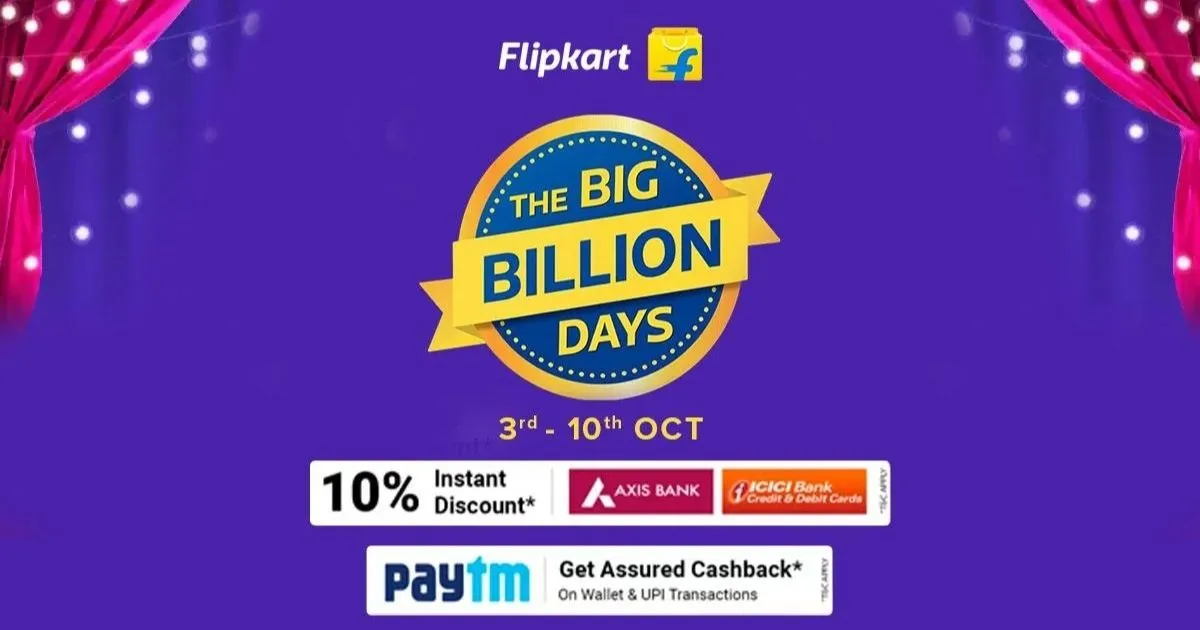 Flipkart
THE BIG
BILLION
DAYS
3rd - 10th OCT
10% Instant
Discount*
AXIS BANK
ICICI Bank
Credit & Debit Cards
*T&C APPLY
paytm
Get Assured Cashback*
On Wallet & UPI Transactions
*T&C APPLY